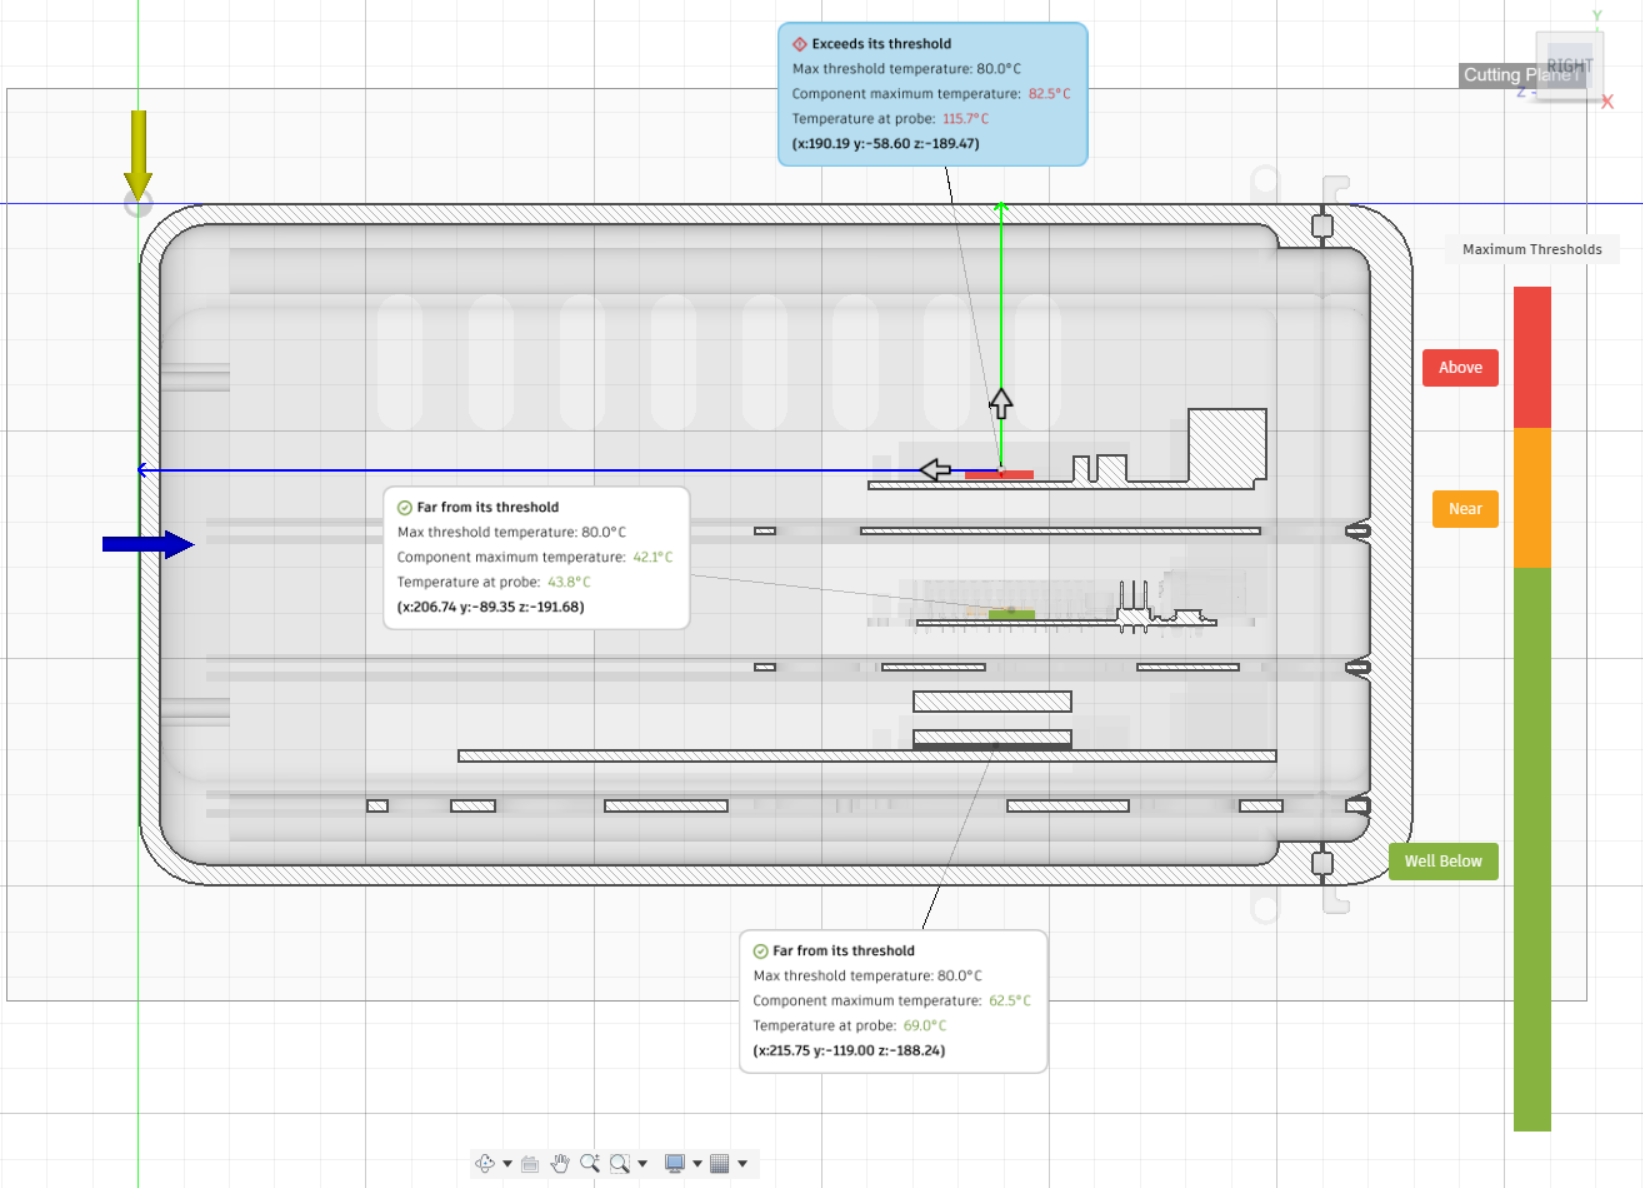 Y
Exceeds its threshold
Max threshold temperature: 80.0°C
Component maximum temperature: 82.5°C
Temperature at probe: 115.7°C
(x:190.19 y:-58.60 z:-189.47)
Cutting Plane1
RIGHT
Z
X
Maximum Thresholds
Above
Near
Far from its threshold
Max threshold temperature: 80.0°C
Component maximum temperature: 42.1°C
Temperature at probe: 43.8°C
(x:206.74 y:-89.35 z:-191.68)
Well Below
Far from its threshold
Max threshold temperature: 80.0°C
Component maximum temperature: 62.5°C
Temperature at probe: 69.0°C
(x:215.75 y:-119.00 z:-188.24)